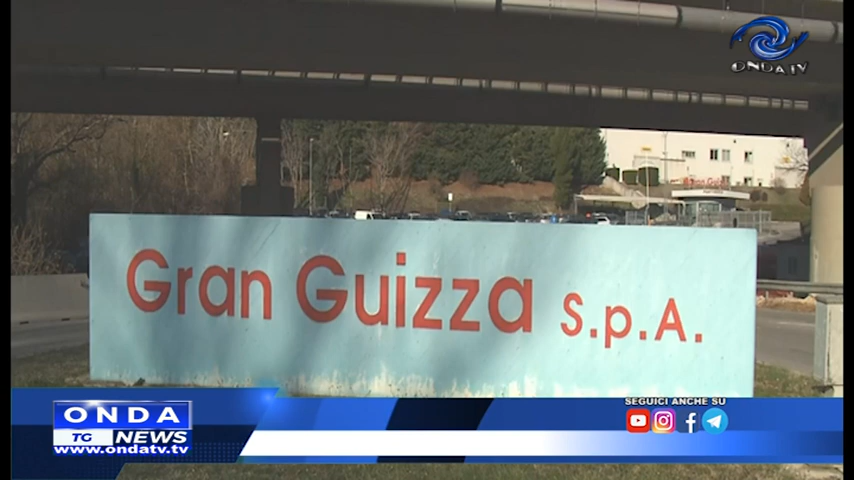 ONDA TV
Gran Guizza S.p.A.
SEGUICI ANCHE SU
ONDA
TG NEWS
www.ondatv.tv